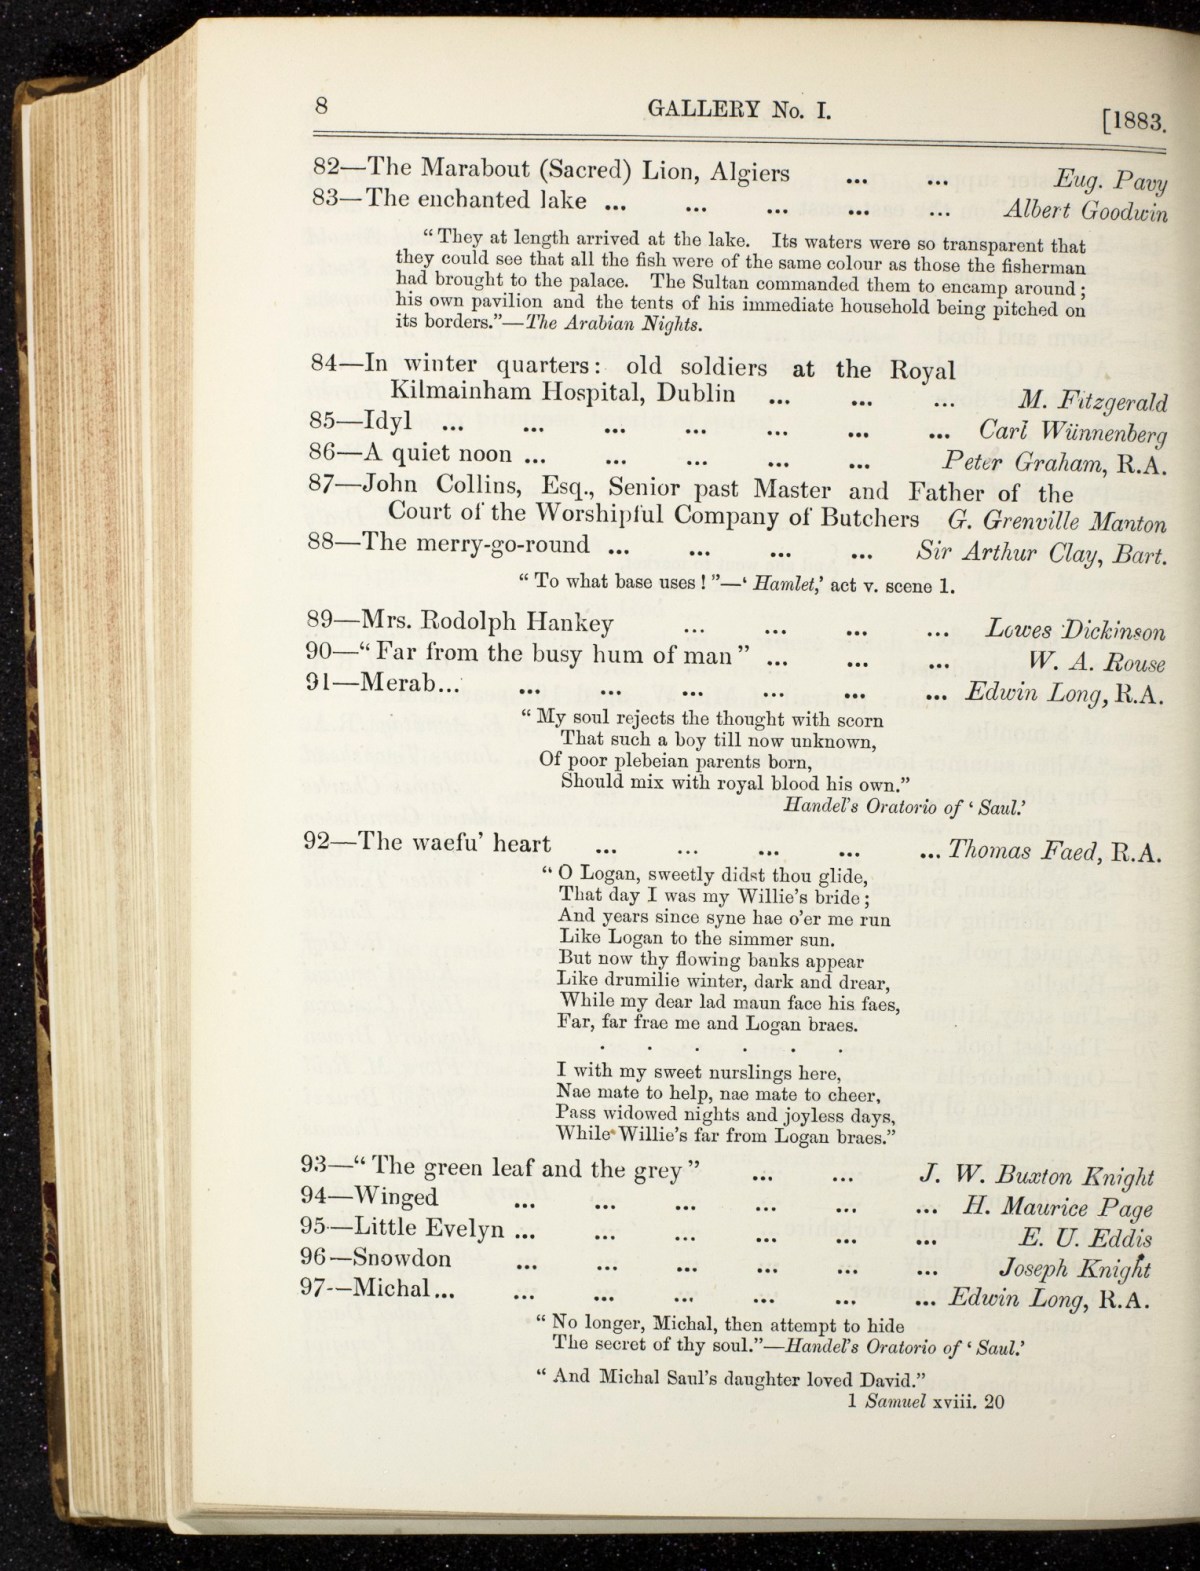 8 GALLERY No. I. [1883.
82—The Marabout (Sacred) Lion, Algiers ... ... Eug. Pavy
83—The enchanted lake ... ... ... ... ... Albert Goodwin
“They at length arrived at the lake. Its waters were so transparent that
they could see that all the fish were of the same colour as those the fisherman
had brought to the palace. The Sultan commanded them to encamp around;
his own pavilion and the tents of his immediate household being pitched on
its borders.”—The Arabian Nights.
84—In winter quarters: old soldiers at the Royal
Kilmainham Hospital, Dublin ... ... ... M. Fitzgerald
85—Idyl ... ... ... ... ... ... ... Carl Wünnenberg
86—A quiet noon ... ... ... ... ... Peter Graham, R.A.
87—John Collins, Esq., Senior past Master and Father of the
Court of the Worshipful Company of Butchers G. Grenville Manton
88—The merry-go-round ... ... ... ... Sir Arthur Clay, Bart.
“To what base uses!”—‘Hamlet,’ act v. scene 1.
89—Mrs. Rodolph Hankey ... ... ... ... Lowes Dickinson
90—“Far from the busy hum of man” ... ... ... W. A. Rouse
91—Merab... ... ... ... ... ... ... Edwin Long, R.A.
“My soul rejects the thought with scorn
That such a boy till now unknown,
Of poor plebeian parents born,
Should mix with royal blood his own.”
Handel's Oratorio of ‘Saul.’
92—The waefu' heart ... ... ... ... ... Thomas Faed, R.A.
“O Logan, sweetly didst thou glide,
That day I was my Willie's bride;
And years since syne hae o'er me run
Like Logan to the simmer sun.
But now thy flowing banks appear
Like drumilie winter, dark and drear,
While my dear lad maun face his faes,
Far, far frae me and Logan braes.
. . . . . .
I with my sweet nurslings here,
Nae mate to help, nae mate to cheer,
Pass widowed nights and joyless days,
While Willie's far from Logan braes.”
93—“The green leaf and the grey” ... ... J. W. Buxton Knight
94—Winged ... ... ... ... ... ... H. Maurice Page
95—Little Evelyn ... ... ... ... ... ... E. U. Eddis
96—Snowdon ... ... ... ... ... ... Joseph Knight
97—Michal... ... ... ... ... ... ... Edwin Long, R.A.
“No longer, Michal, then attempt to hide
The secret of thy soul.”—Handel's Oratorio of ‘Saul.’
“And Michal Saul's daughter loved David.”
1 Samuel xviii. 20